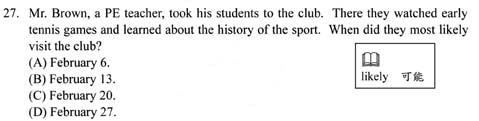 27. Mr. Brown, a PE teacher, took his students to the club. There they watched early
tennis games and learned about the history of the sport. When did they most likely
visit the club?
(A) February 6.
(B) February 13.
(C) February 20.
(D) February 27.
likely 可能